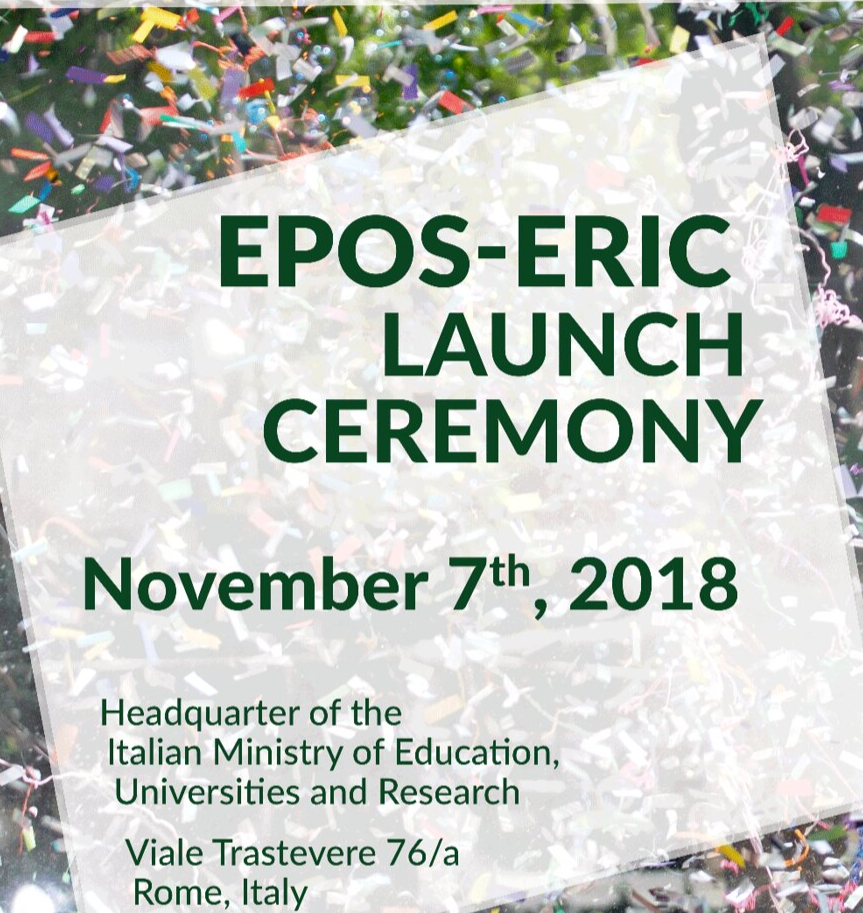 EPOS-ERIC
LAUNCH
CEREMONY
November 7th, 2018
Headquarter of the
Italian Ministry of Education,
Universities and Research
Viale Trastevere 76/a
Rome, Italy